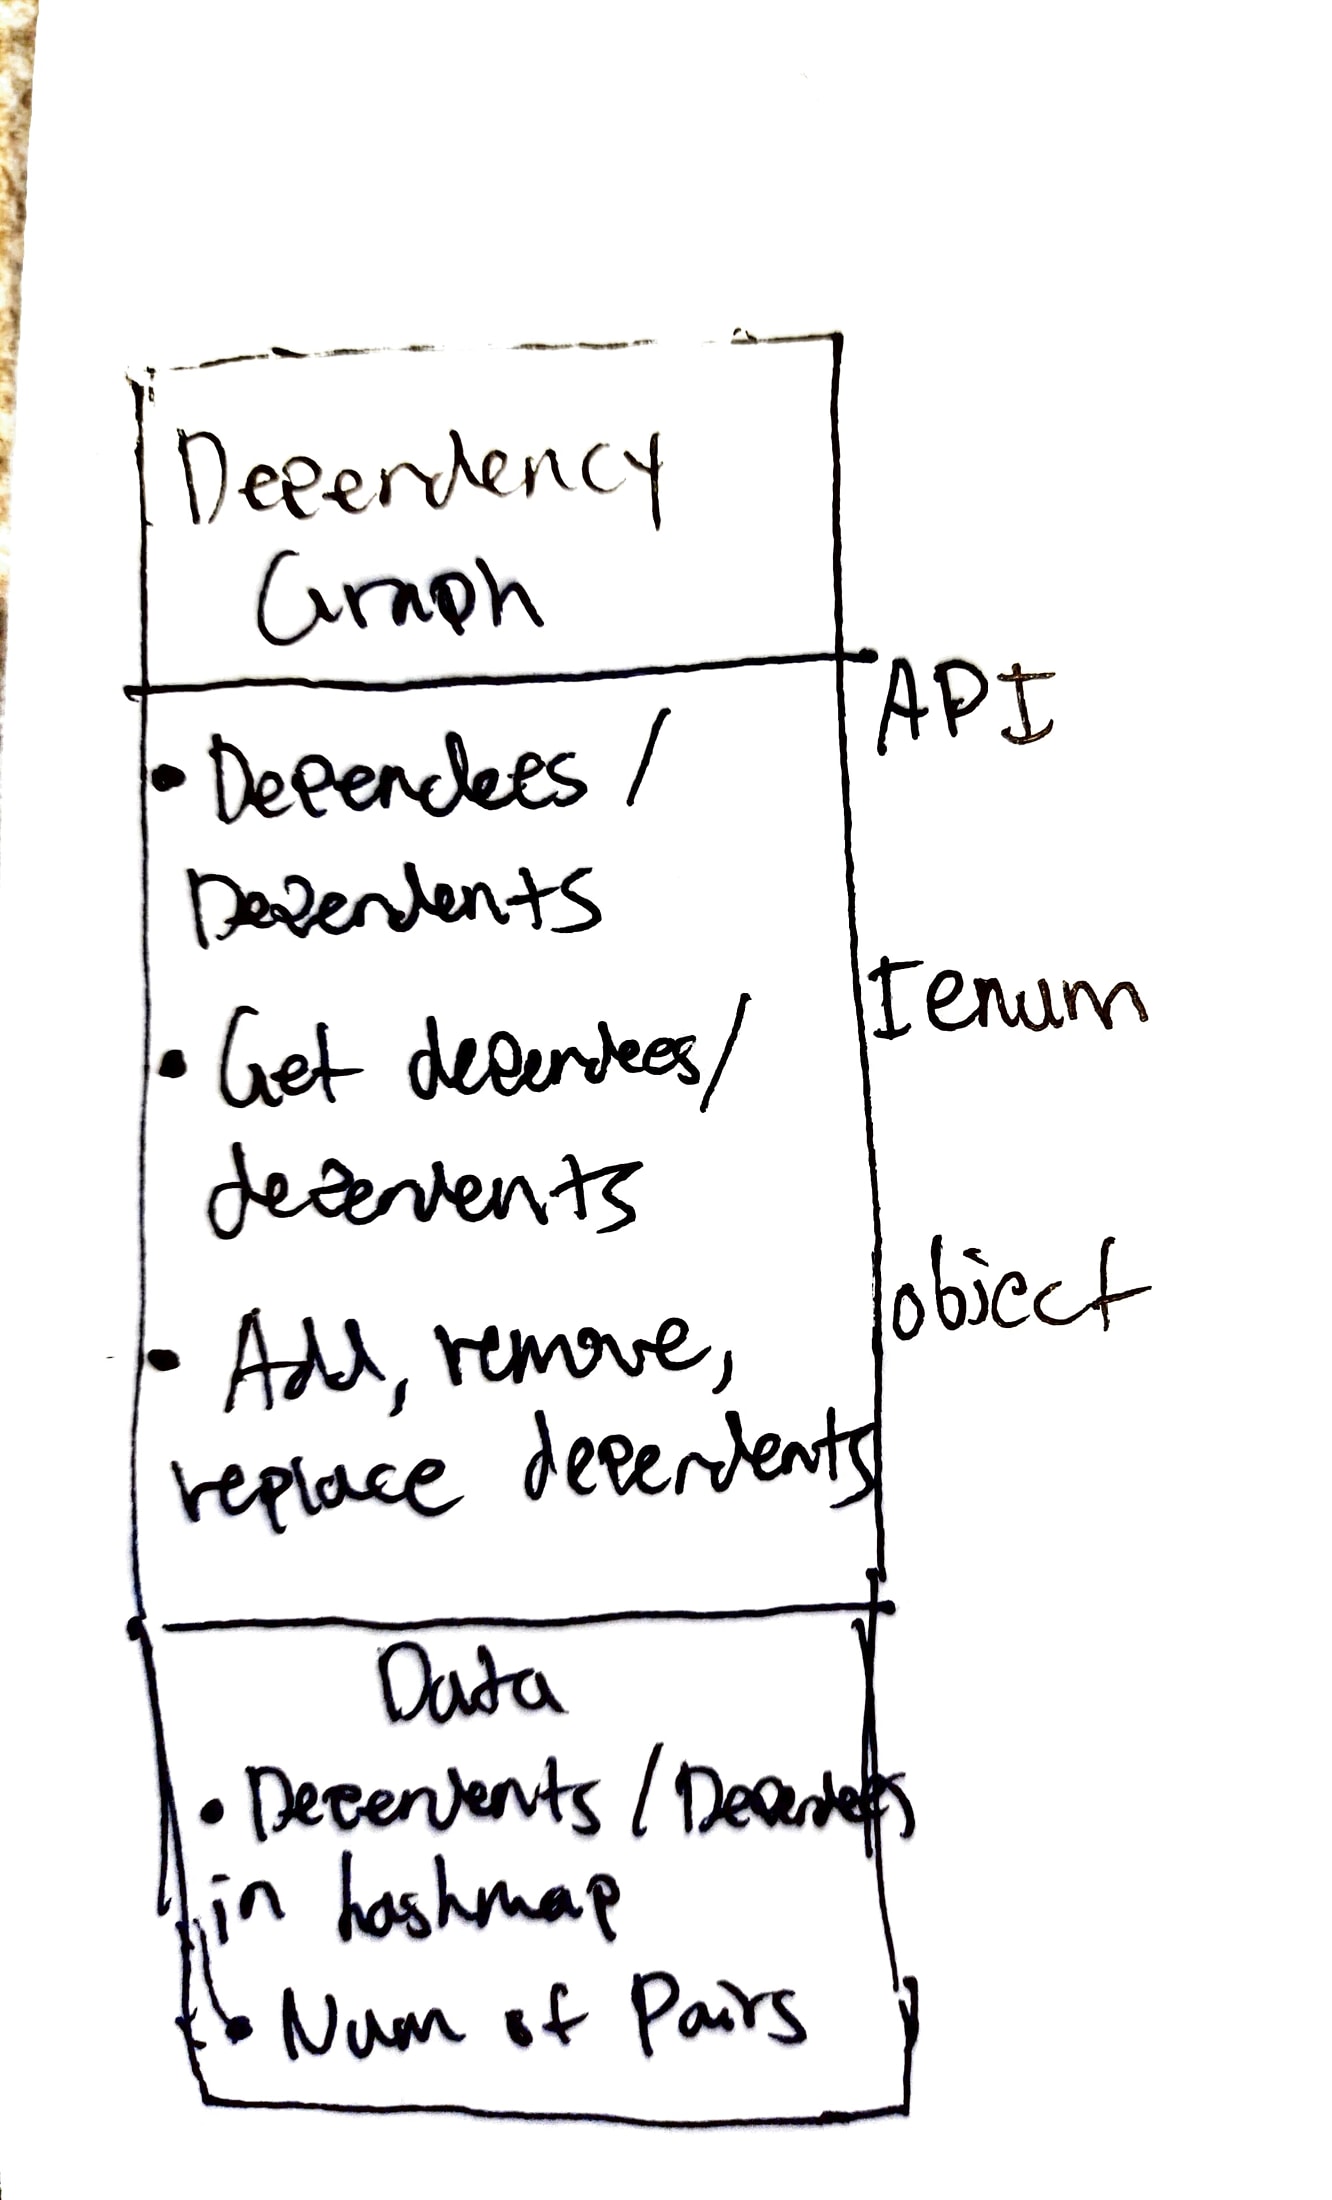 Dependency
Graph
API
• Dependees /
Dependents
Ienum
• Get dependees/
dependents
object
• Add, remove,
replace dependents
Data
• Dependents / Dependees
in hashmap
• Num of Pairs